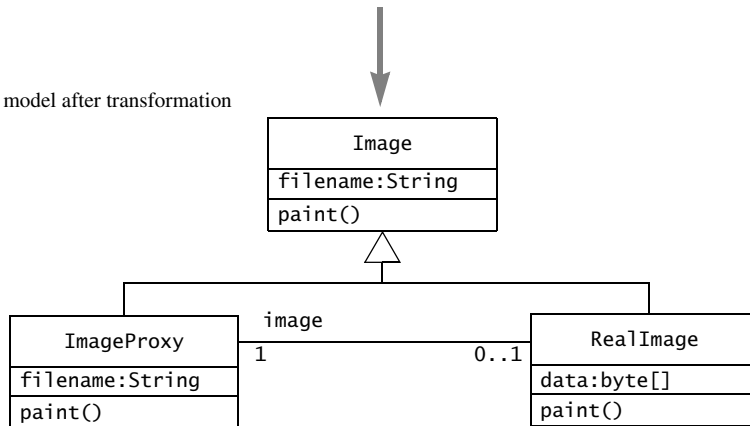 model after transformation
Image
filename:String
paint()
image
ImageProxy
1
0..1
RealImage
filename:String
data:byte[]
paint()
paint()